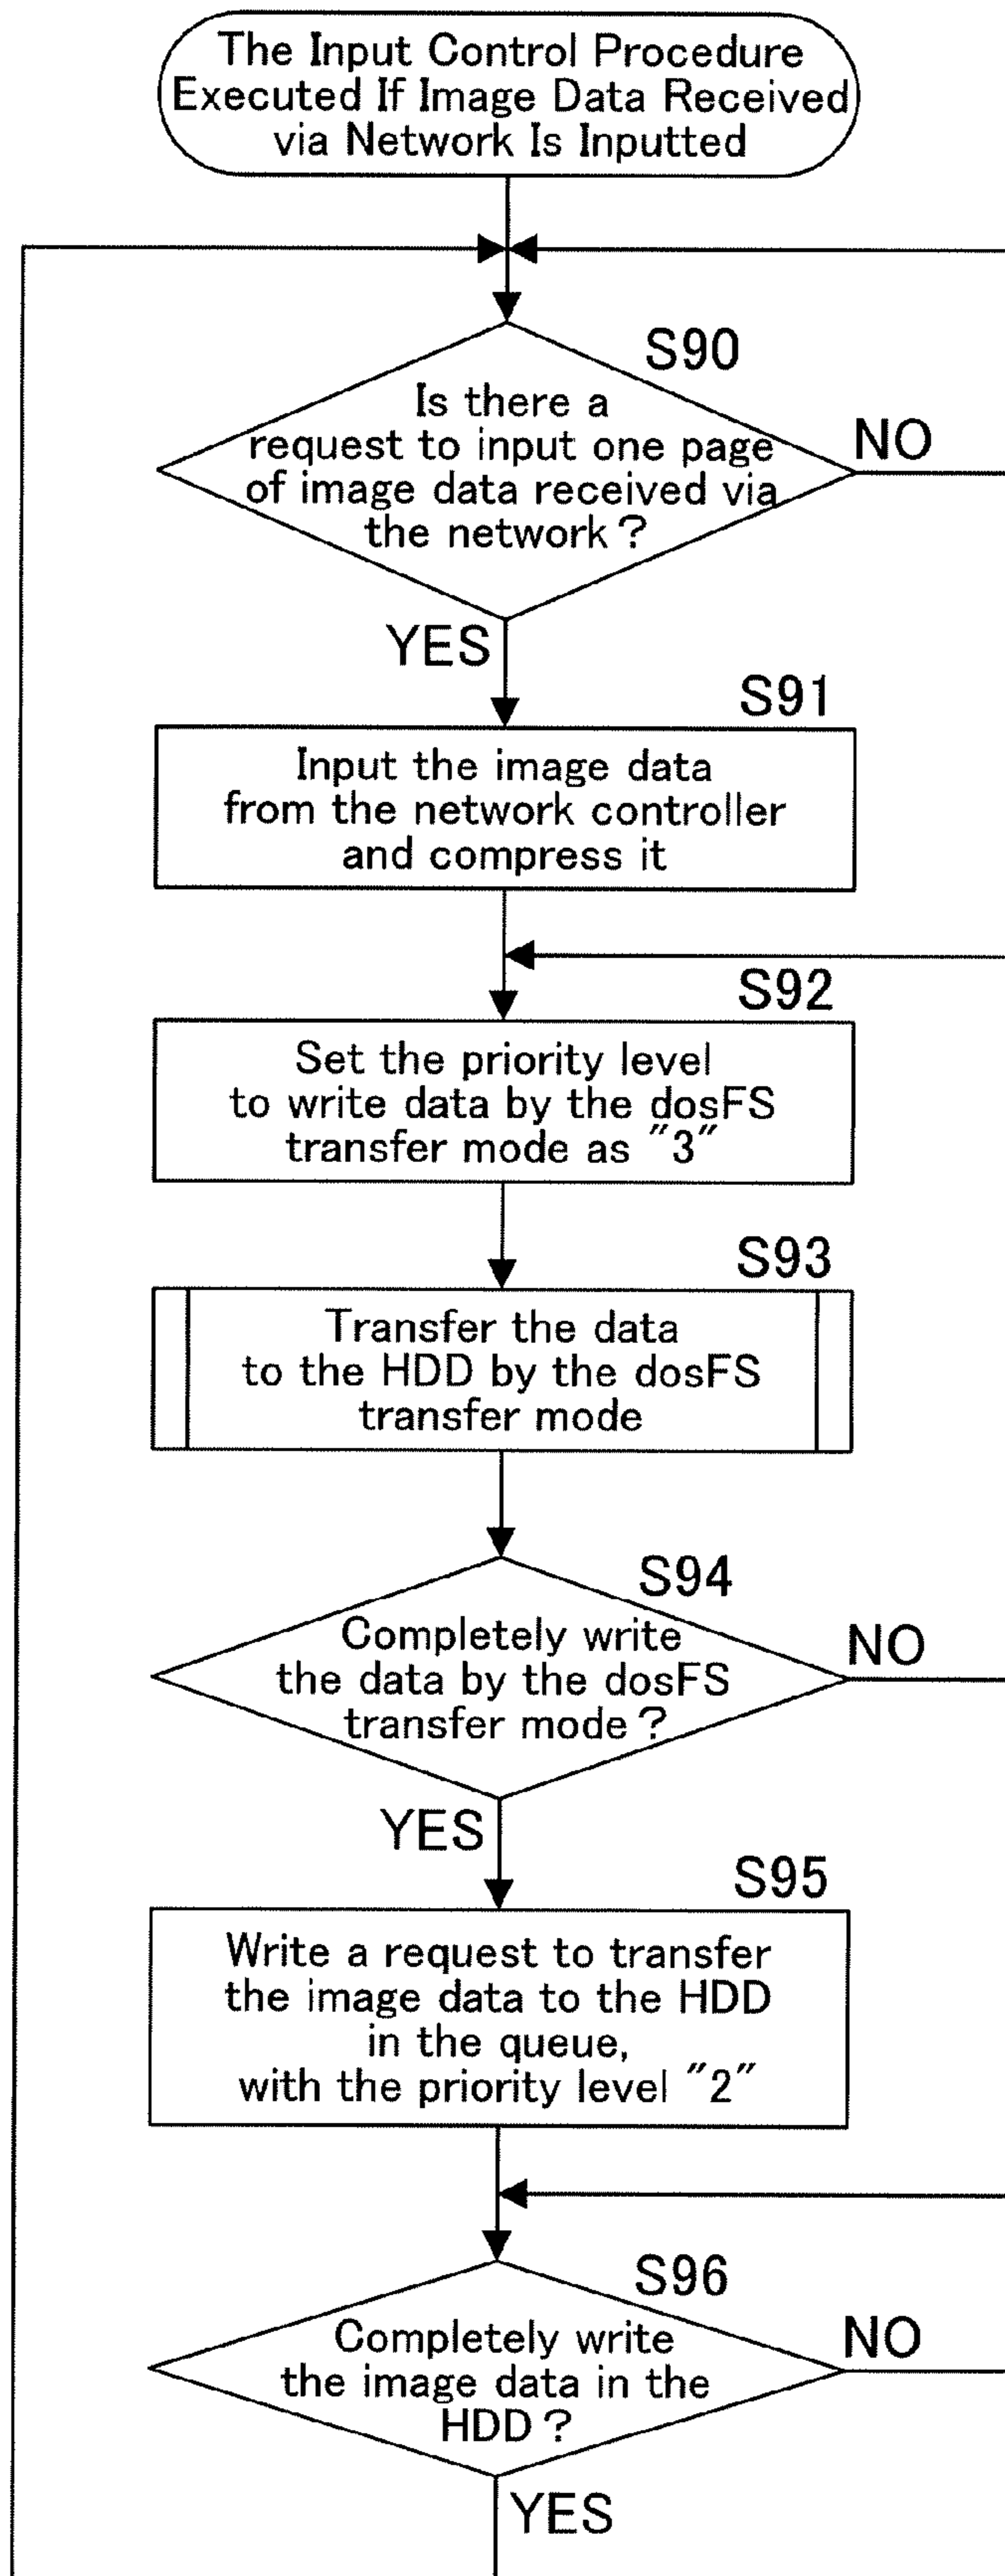 The Input Control Procedure
Executed If Image Data Received
via Network Is Inputted
S90
Is there a
request to input one page
of image data received via
the network?
NO
YES
S91
Input the image data
from the network controller
and compress it
S92
Set the priority level
to write data by the dosFS
transfer mode as "3"
S93
Transfer the data
to the HDD by the dosFS
transfer mode
S94
Completely write
the data by the dosFS
transfer mode?
NO
YES
S95
Write a request to transfer
the image data to the HDD
in the queue,
with the priority level "2"
S96
Completely write
the image data in the
HDD?
NO
YES